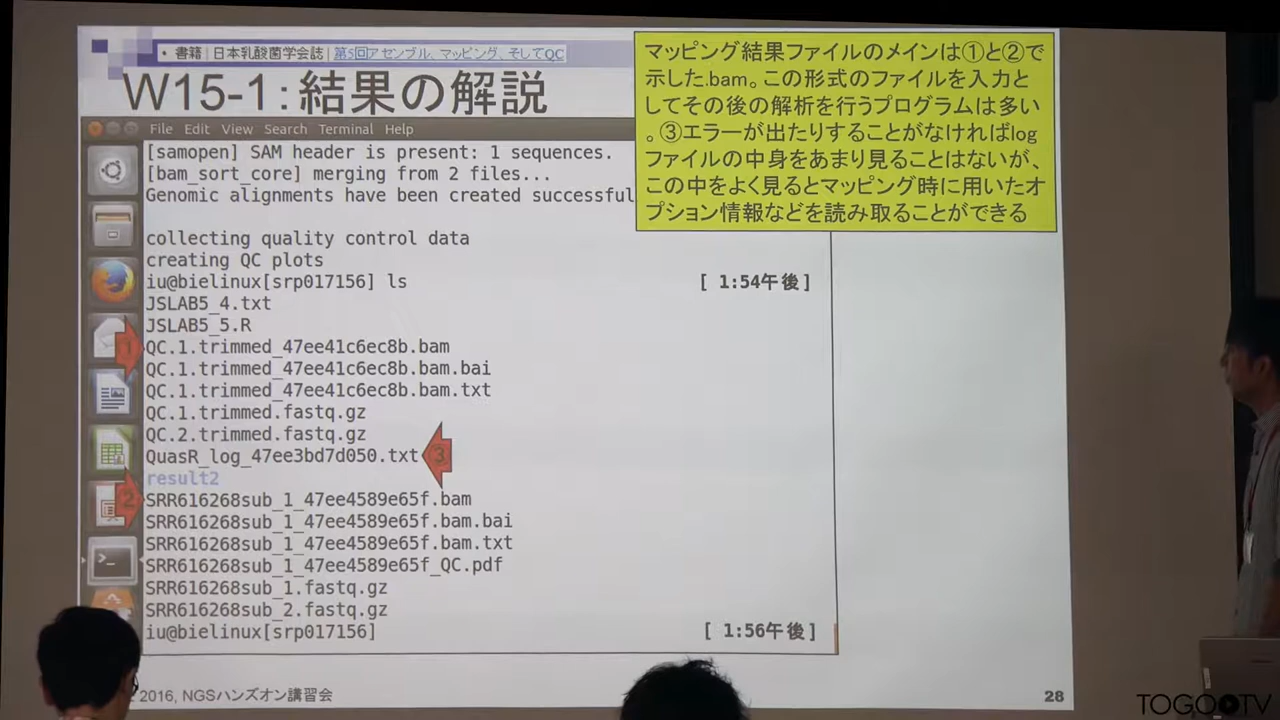 ・ 書籍 | 日本乳酸菌学会誌 | 第5回アセンブル、マッピング、そしてQC
W15-1：結果の解説
マッピング結果ファイルのメインは①と②で
示した.bam。この形式のファイルを入力と
してその後の解析を行うプログラムは多い
。③エラーが出たりすることがなければlog
ファイルの中身をあまり見ることはないが、
この中をよく見るとマッピング時に用いたオ
プション情報などを読み取ることができる
File Edit View Search Terminal Help
[samopen] SAM header is present: 1 sequences.
[bam_sort_core] merging from 2 files...
Genomic alignments have been created successful
collecting quality control data
creating QC plots
iu@bielinux[srp017156] ls [ 1:54午後]
JSLAB5_4.txt
JSLAB5_5.R
① QC.1.trimmed_47ee41c6ec8b.bam
QC.1.trimmed_47ee41c6ec8b.bam.bai
QC.1.trimmed_47ee41c6ec8b.bam.txt
QC.1.trimmed.fastq.gz
QC.2.trimmed.fastq.gz
QuasR_log_47ee3bd7d050.txt ③
result2
② SRR616268sub_1_47ee4589e65f.bam
SRR616268sub_1_47ee4589e65f.bam.bai
SRR616268sub_1_47ee4589e65f.bam.txt
SRR616268sub_1_47ee4589e65f_QC.pdf
SRR616268sub_1.fastq.gz
SRR616268sub_2.fastq.gz
iu@bielinux[srp017156] [ 1:56午後]
2016, NGSハンズオン講習会
28
TOGOTV